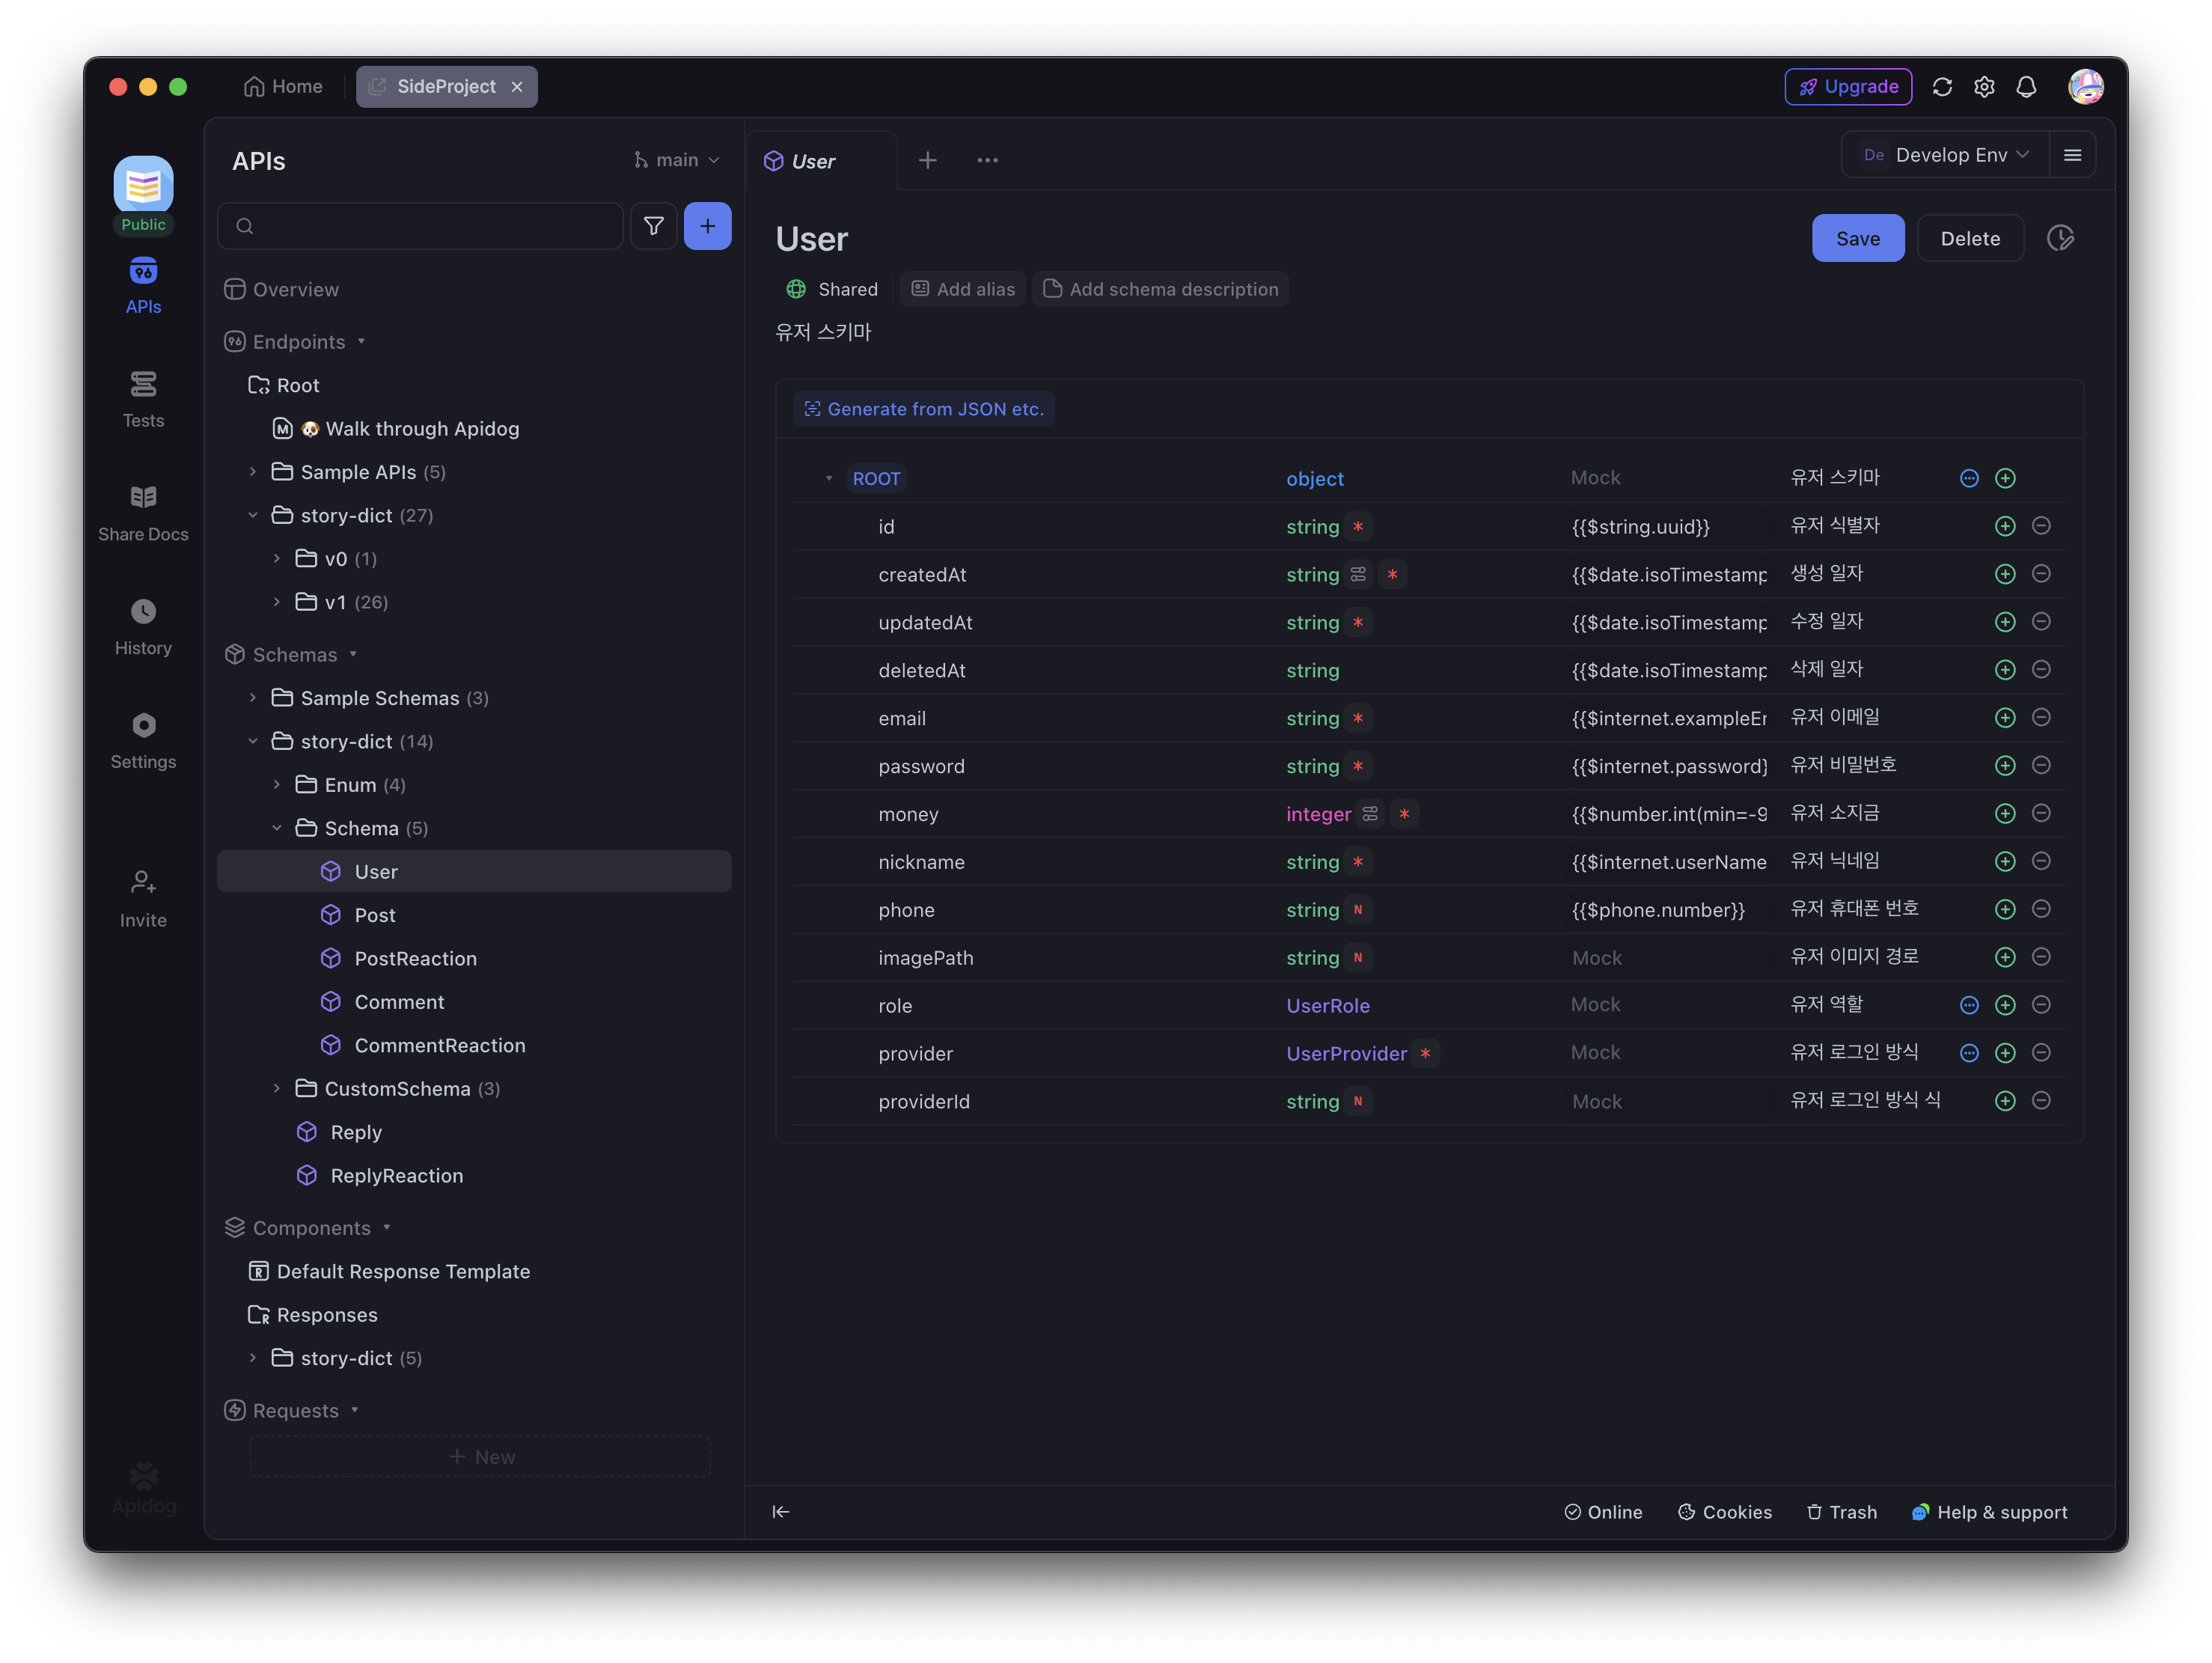 Home
SideProject
Upgrade
Public
APIs
Tests
Share Docs
History
Settings
Invite
Apidog
APIs
main
Overview
Endpoints
Root
M 🐶 Walk through Apidog
Sample APIs (5)
story-dict (27)
v0 (1)
v1 (26)
Schemas
Sample Schemas (3)
story-dict (14)
Enum (4)
Schema (5)
User
Post
PostReaction
Comment
CommentReaction
CustomSchema (3)
Reply
ReplyReaction
Components
R Default Response Template
Responses
story-dict (5)
Requests
+ New
User
De Develop Env
User
Save
Delete
Shared
Add alias
Add schema description
유저 스키마
Generate from JSON etc.
ROOT object Mock 유저 스키마
id string * {{$string.uuid}} 유저 식별자
createdAt string * {{$date.isoTimestamp 생성 일자
updatedAt string * {{$date.isoTimestamp 수정 일자
deletedAt string {{$date.isoTimestamp 삭제 일자
email string * {{$internet.exampleEr 유저 이메일
password string * {{$internet.password} 유저 비밀번호
money integer * {{$number.int(min=-9 유저 소지금
nickname string * {{$internet.userName 유저 닉네임
phone string N {{$phone.number}} 유저 휴대폰 번호
imagePath string N Mock 유저 이미지 경로
role UserRole Mock 유저 역할
provider UserProvider * Mock 유저 로그인 방식
providerId string N Mock 유저 로그인 방식 식
Online
Cookies
Trash
Help & support